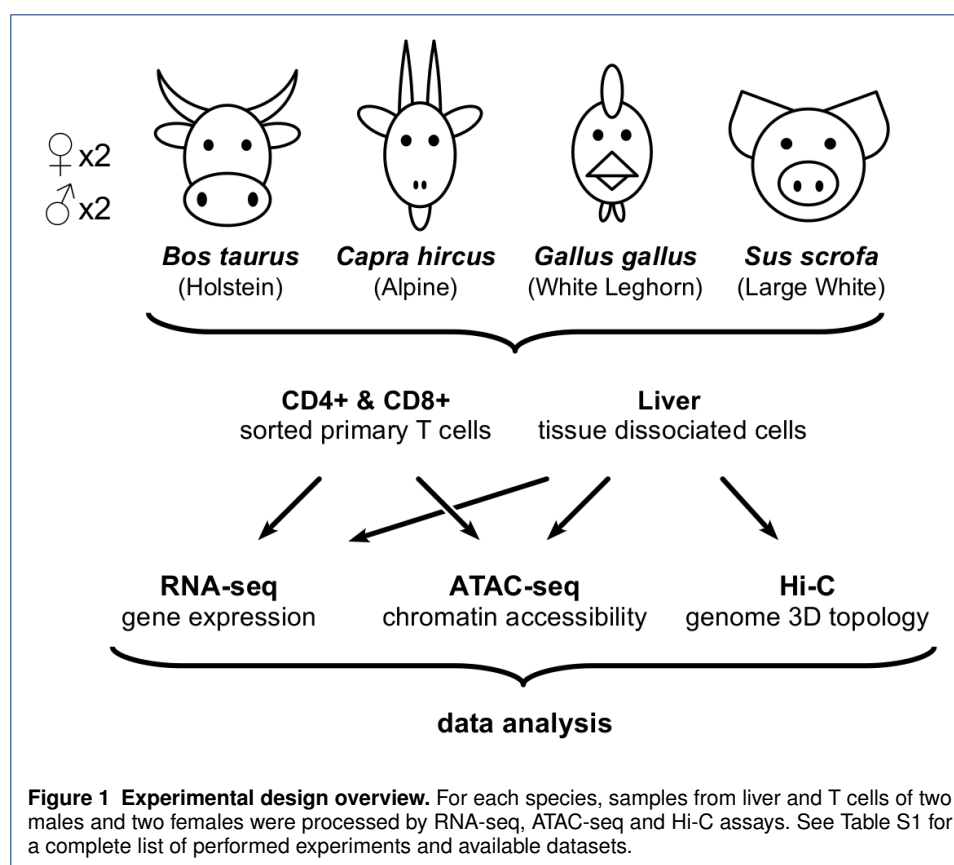 ♀x2
♂x2
Bos taurus Capra hircus Gallus gallus Sus scrofa
(Holstein) (Alpine) (White Leghorn) (Large White)
CD4+ & CD8+ Liver
sorted primary T cells tissue dissociated cells
RNA-seq ATAC-seq Hi-C
gene expression chromatin accessibility genome 3D topology
data analysis
Figure 1 Experimental design overview. For each species, samples from liver and T cells of two
males and two females were processed by RNA-seq, ATAC-seq and Hi-C assays. See Table S1 for
a complete list of performed experiments and available datasets.